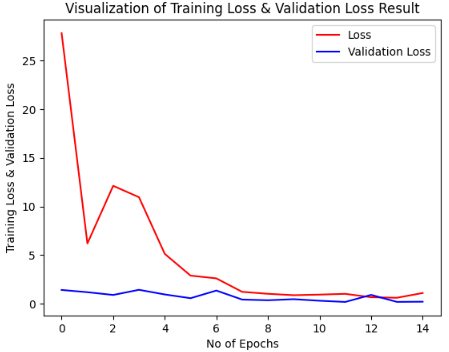 Visualization of Training Loss & Validation Loss Result
Loss
Validation Loss
Training Loss & Validation Loss
25
20
15
10
5
0
0 2 4 6 8 10 12 14
No of Epochs